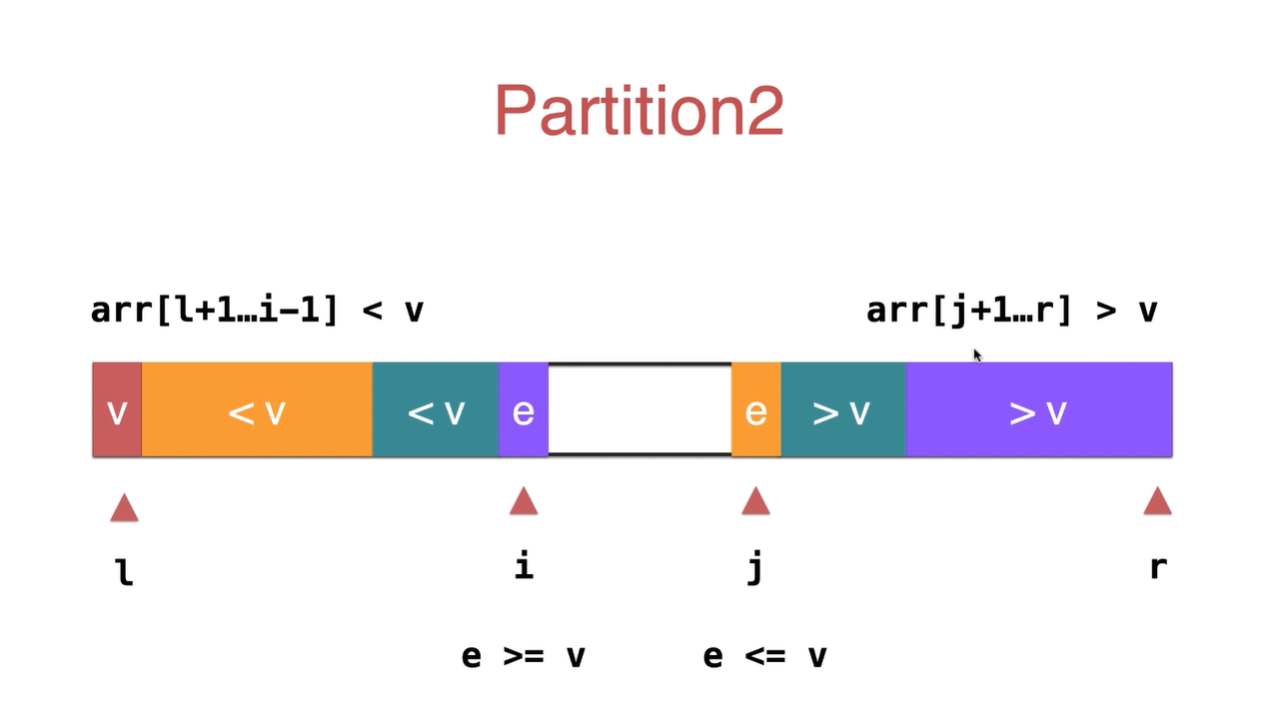 Partition2
arr[l+1…i-1] < v
arr[j+1…r] > v
v < v < v e e > v > v
l i j r
e >= v e <= v